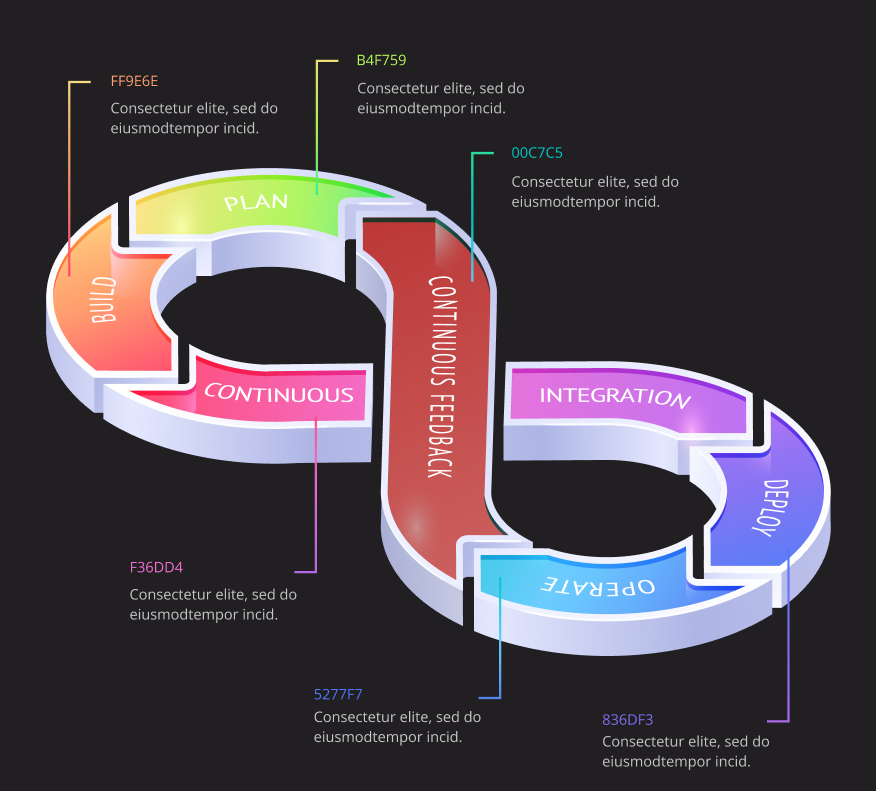 B4F759
Consectetur elite, sed do
eiusmodtempor incid.
FF9E6E
Consectetur elite, sed do
eiusmodtempor incid.
00C7C5
Consectetur elite, sed do
eiusmodtempor incid.
PLAN
BUILD
CONTINUOUS
CONTINUOUS FEEDBACK
INTEGRATION
DEPLOY
OPERATE
F36DD4
Consectetur elite, sed do
eiusmodtempor incid.
5277F7
Consectetur elite, sed do
eiusmodtempor incid.
836DF3
Consectetur elite, sed do
eiusmodtempor incid.